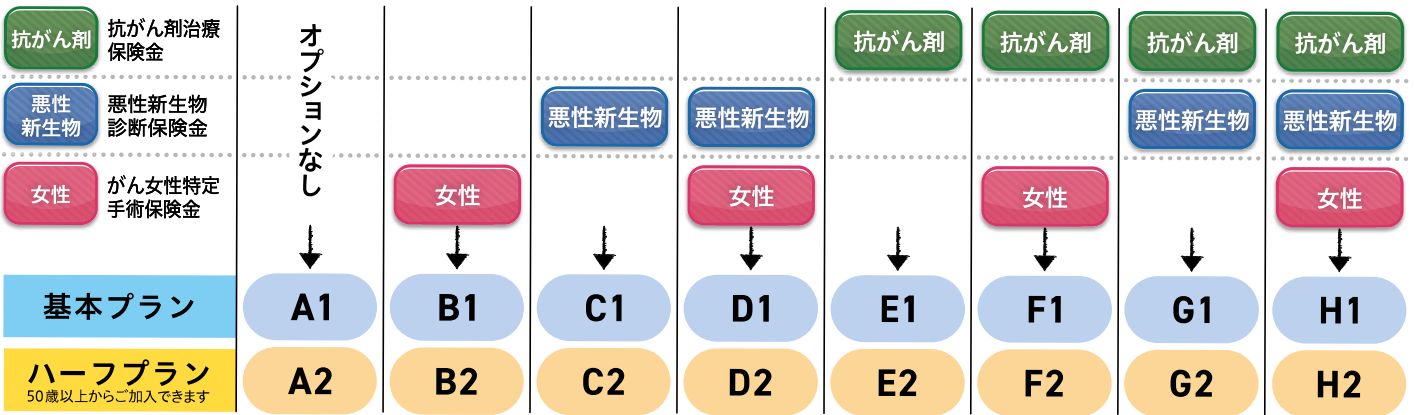 抗がん剤
抗がん剤治療
保険金
オプションなし
抗がん剤
抗がん剤
抗がん剤
抗がん剤
悪性
新生物
悪性新生物
診断保険金
悪性新生物
悪性新生物
悪性新生物
悪性新生物
女性
がん女性特定
手術保険金
女性
女性
女性
女性
基本プラン
A1
B1
C1
D1
E1
F1
G1
H1
ハーフプラン
50歳以上からご加入できます
A2
B2
C2
D2
E2
F2
G2
H2